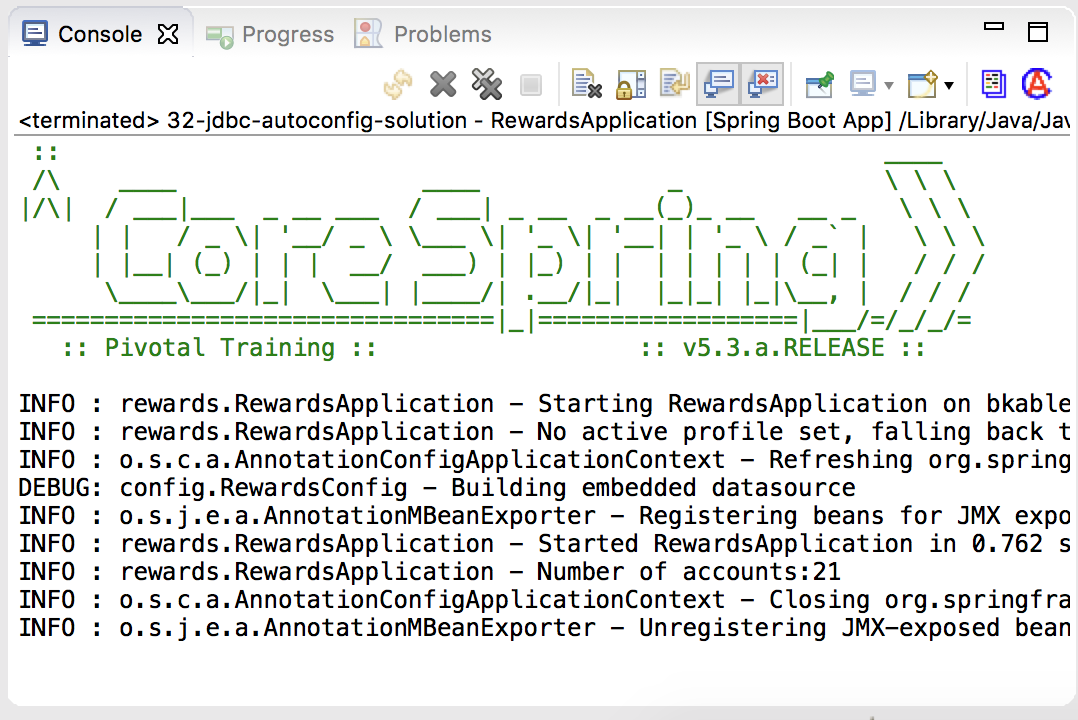 Console Progress Problems
<terminated> 32-jdbc-autoconfig-solution - RewardsApplication [Spring Boot App] /Library/Java/Jav
CoreSpring
:: Pivotal Training :: :: v5.3.a.RELEASE ::
INFO : rewards.RewardsApplication - Starting RewardsApplication on bkable
INFO : rewards.RewardsApplication - No active profile set, falling back t
INFO : o.s.c.a.AnnotationConfigApplicationContext - Refreshing org.spring
DEBUG: config.RewardsConfig - Building embedded datasource
INFO : o.s.j.e.a.AnnotationMBeanExporter - Registering beans for JMX expo
INFO : rewards.RewardsApplication - Started RewardsApplication in 0.762 s
INFO : rewards.RewardsApplication - Number of accounts:21
INFO : o.s.c.a.AnnotationConfigApplicationContext - Closing org.springfra
INFO : o.s.j.e.a.AnnotationMBeanExporter - Unregistering JMX-exposed bean